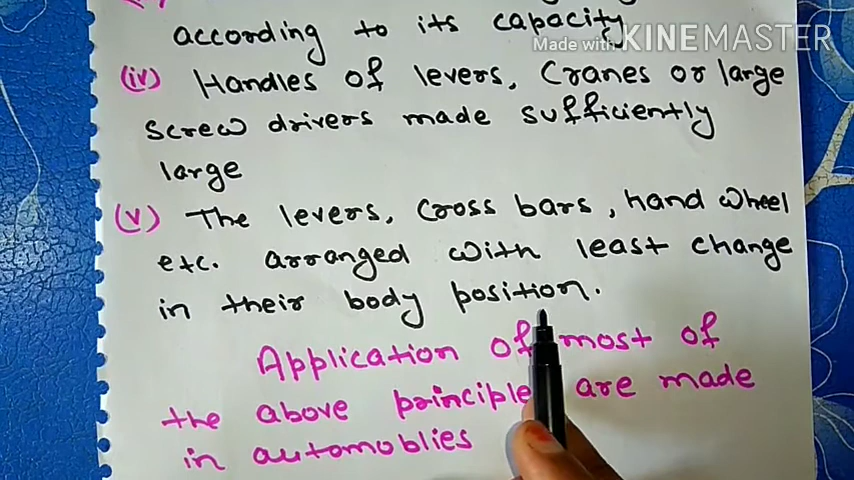 according to its capacity
Made with KINEMASTER
(iv) Handles of levers, Cranes or large
screw drivers made sufficiently
large
(v) The levers, Cross bars, hand wheel
etc. arranged with least change
in their body position.
Application of most of
the above principle are made
in automoblies